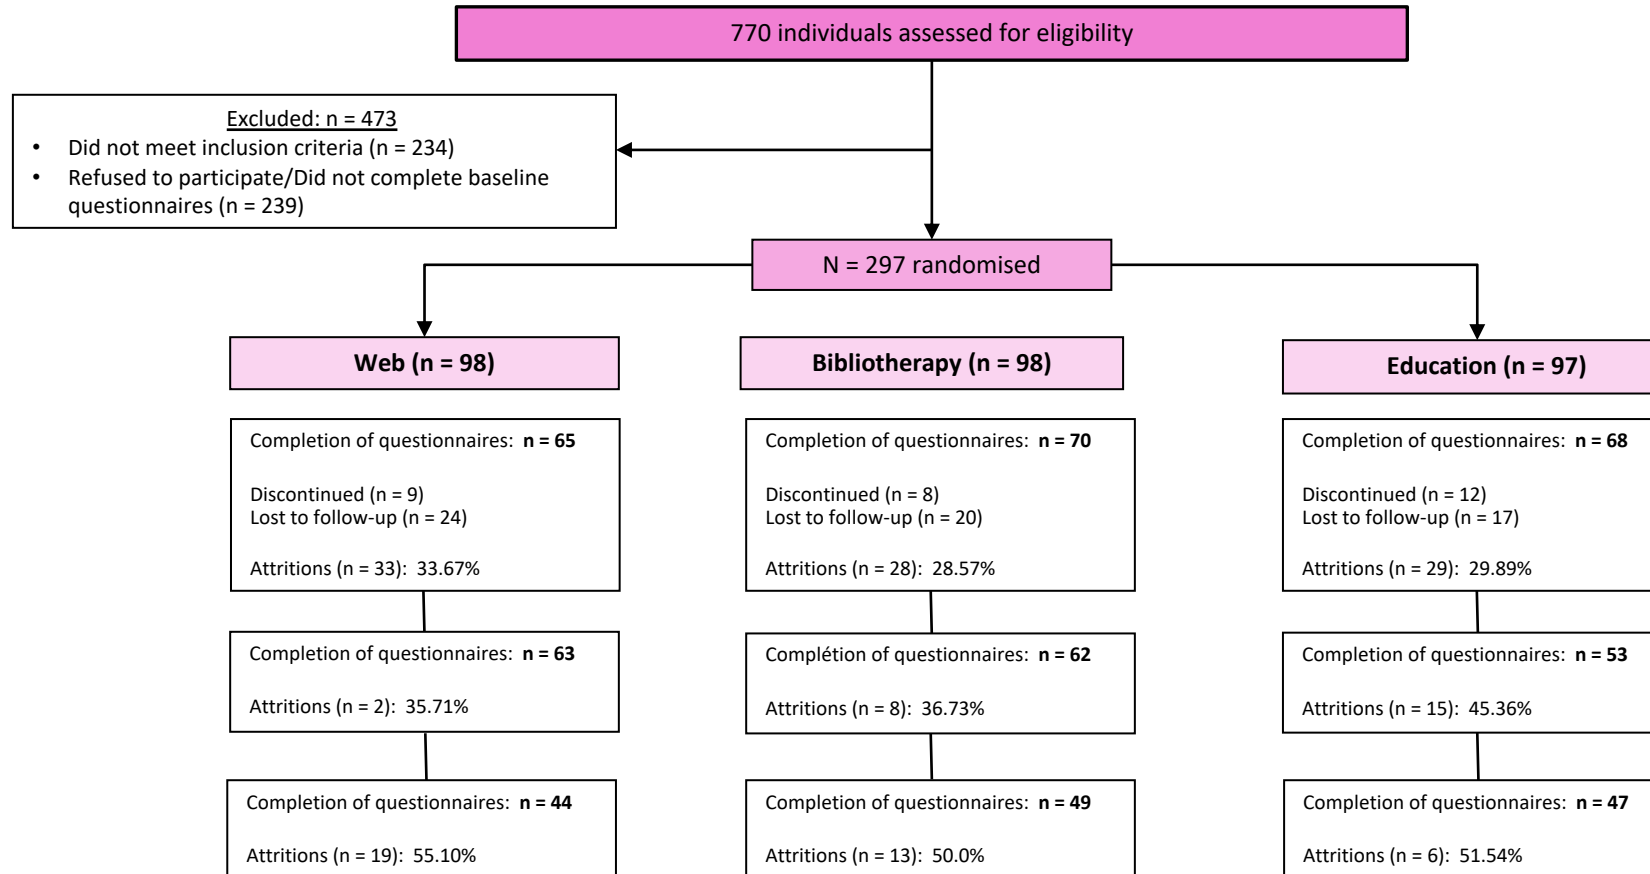 770 individuals assessed for eligibility
Excluded: n = 473
• Did not meet inclusion criteria (n = 234)
• Refused to participate/Did not complete baseline
questionnaires (n = 239)
N = 297 randomised
Web (n = 98)
Bibliotherapy (n = 98)
Education (n = 97)
Completion of questionnaires: n = 65
Discontinued (n = 9)
Lost to follow-up (n = 24)
Attritions (n = 33): 33.67%
Completion of questionnaires: n = 70
Discontinued (n = 8)
Lost to follow-up (n = 20)
Attritions (n = 28): 28.57%
Completion of questionnaires: n = 68
Discontinued (n = 12)
Lost to follow-up (n = 17)
Attritions (n = 29): 29.89%
Completion of questionnaires: n = 63
Attritions (n = 2): 35.71%
Complétion of questionnaires: n = 62
Attritions (n = 8): 36.73%
Completion of questionnaires: n = 53
Attritions (n = 15): 45.36%
Completion of questionnaires: n = 44
Attritions (n = 19): 55.10%
Completion of questionnaires: n = 49
Attritions (n = 13): 50.0%
Completion of questionnaires: n = 47
Attritions (n = 6): 51.54%